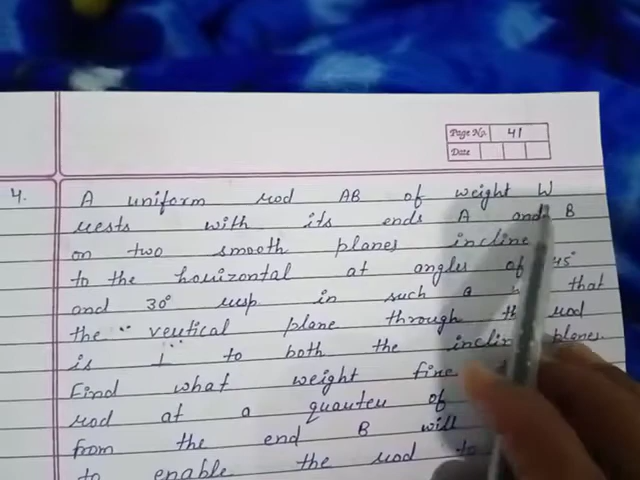 Page No. 41
Date
4. A uniform rod AB of weight W
rests with its ends A and B
on two smooth planes incline
to the horizontal at angles of 45°
and 30° resp in such a that
the vertical plane through the rod
is ⊥ to both the inclin planes.
Find what weight fixe
rod at a quarter of
from the end B will
to enable the rod to